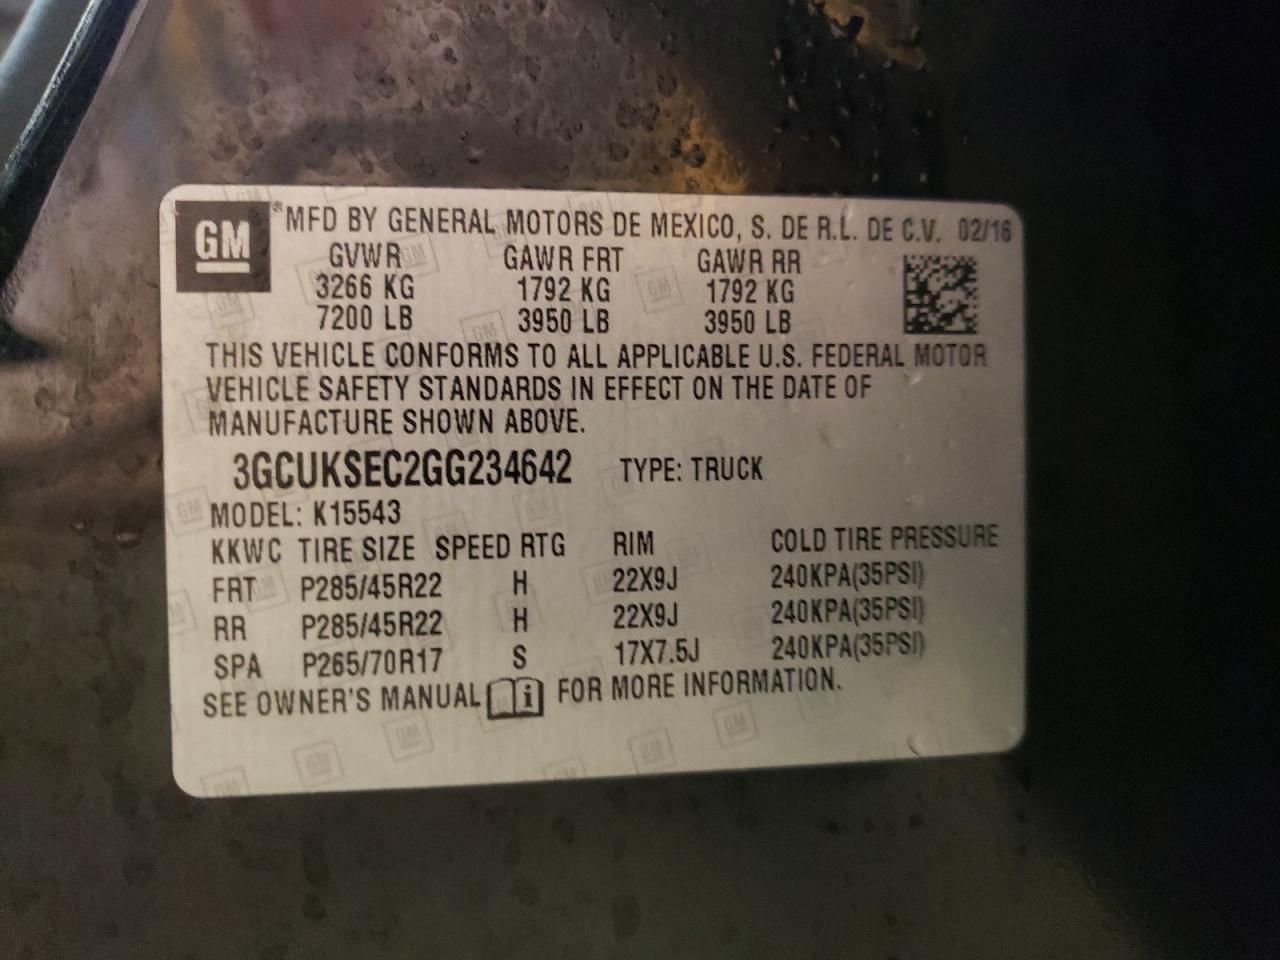 GM ® MFD BY GENERAL MOTORS DE MEXICO, S. DE R.L. DE C.V. 02/16
GVWR GAWR FRT GAWR RR
3266 KG 1792 KG 1792 KG
7200 LB 3950 LB 3950 LB
THIS VEHICLE CONFORMS TO ALL APPLICABLE U.S. FEDERAL MOTOR
VEHICLE SAFETY STANDARDS IN EFFECT ON THE DATE OF
MANUFACTURE SHOWN ABOVE.
3GCUKSEC2GG234642 TYPE: TRUCK
MODEL: K15543
KKWC TIRE SIZE SPEED RTG RIM COLD TIRE PRESSURE
FRT P285/45R22 H 22X9J 240KPA(35PSI)
RR P285/45R22 H 22X9J 240KPA(35PSI)
SPA P265/70R17 S 17X7.5J 240KPA(35PSI)
SEE OWNER'S MANUAL i FOR MORE INFORMATION.